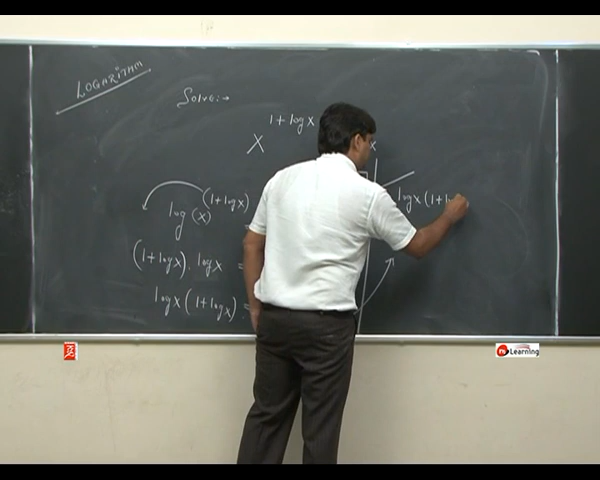 LOGARITHM
Solve:→
X^(1 + log X)
x
log (x)^(1 + log x)
(1 + log x) . log x =
log x ( 1 + log x ) =
log x (1 + l
Learning